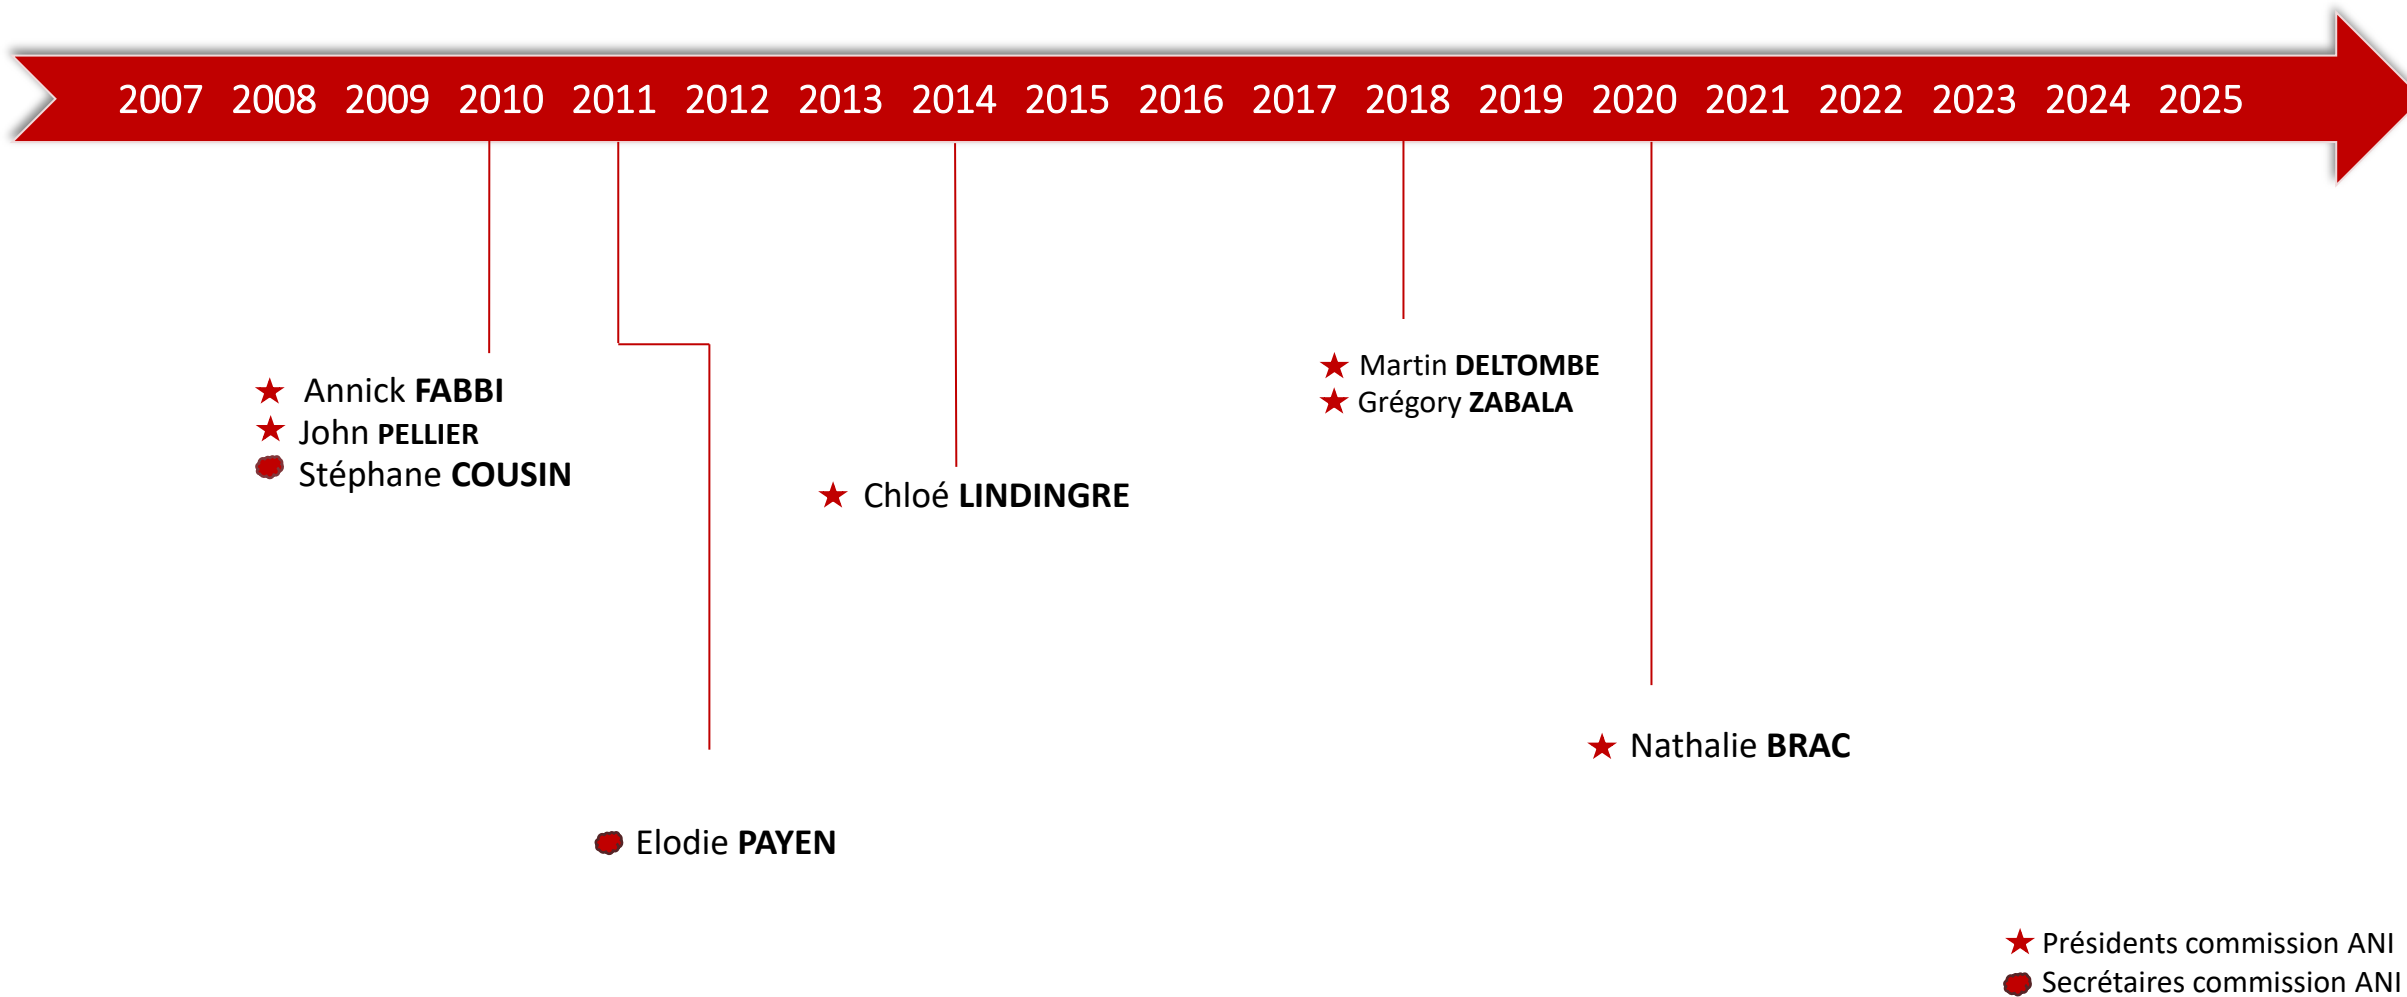 2007 2008 2009 2010 2011 2012 2013 2014 2015 2016 2017 2018 2019 2020 2021 2022 2023 2024 2025
Annick FABBI
John PELLIER
Stéphane COUSIN
Martin DELTOMBE
Grégory ZABALA
Chloé LINDINGRE
Nathalie BRAC
Elodie PAYEN
Présidents commission ANI
Secrétaires commission ANI